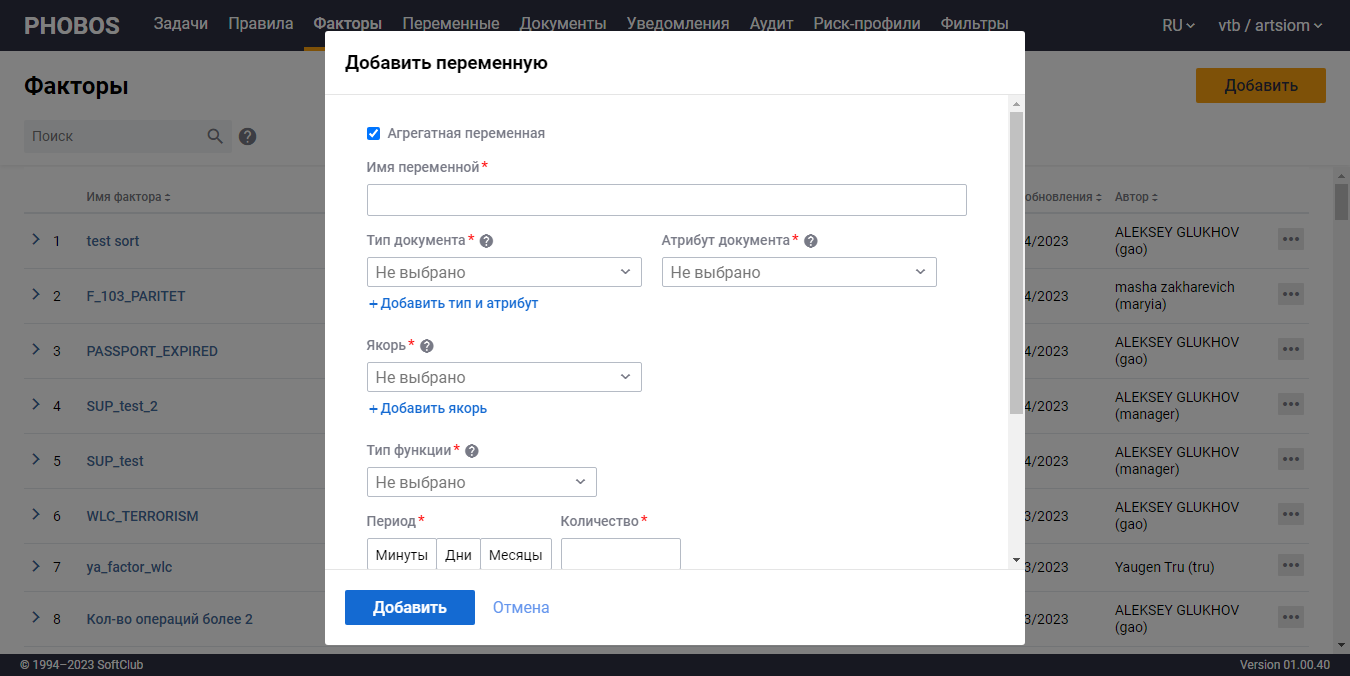 PHOBOS Задачи Правила Факторы Переменные Документы Уведомления Аудит Риск-профили Фильтры RU vtb / artsiom
Факторы
Добавить
Поиск
Имя фактора
обновления Автор
1 test sort 4/2023 ALEKSEY GLUKHOV (gao)
2 F_103_PARITET 4/2023 masha zakharevich (maryia)
3 PASSPORT_EXPIRED 4/2023 ALEKSEY GLUKHOV (gao)
4 SUP_test_2 4/2023 ALEKSEY GLUKHOV (manager)
5 SUP_test 4/2023 ALEKSEY GLUKHOV (manager)
6 WLC_TERRORISM 3/2023 ALEKSEY GLUKHOV (gao)
7 ya_factor_wlc 3/2023 Yaugen Tru (tru)
8 Кол-во операций более 2 3/2023 ALEKSEY GLUKHOV (gao)
Добавить переменную
Агрегатная переменная
Имя переменной*
Тип документа* ? Атрибут документа* ?
Не выбрано Не выбрано
+ Добавить тип и атрибут
Якорь* ?
Не выбрано
+ Добавить якорь
Тип функции* ?
Не выбрано
Период* Количество*
Минуты Дни Месяцы
Добавить Отмена
© 1994–2023 SoftClub Version 01.00.40